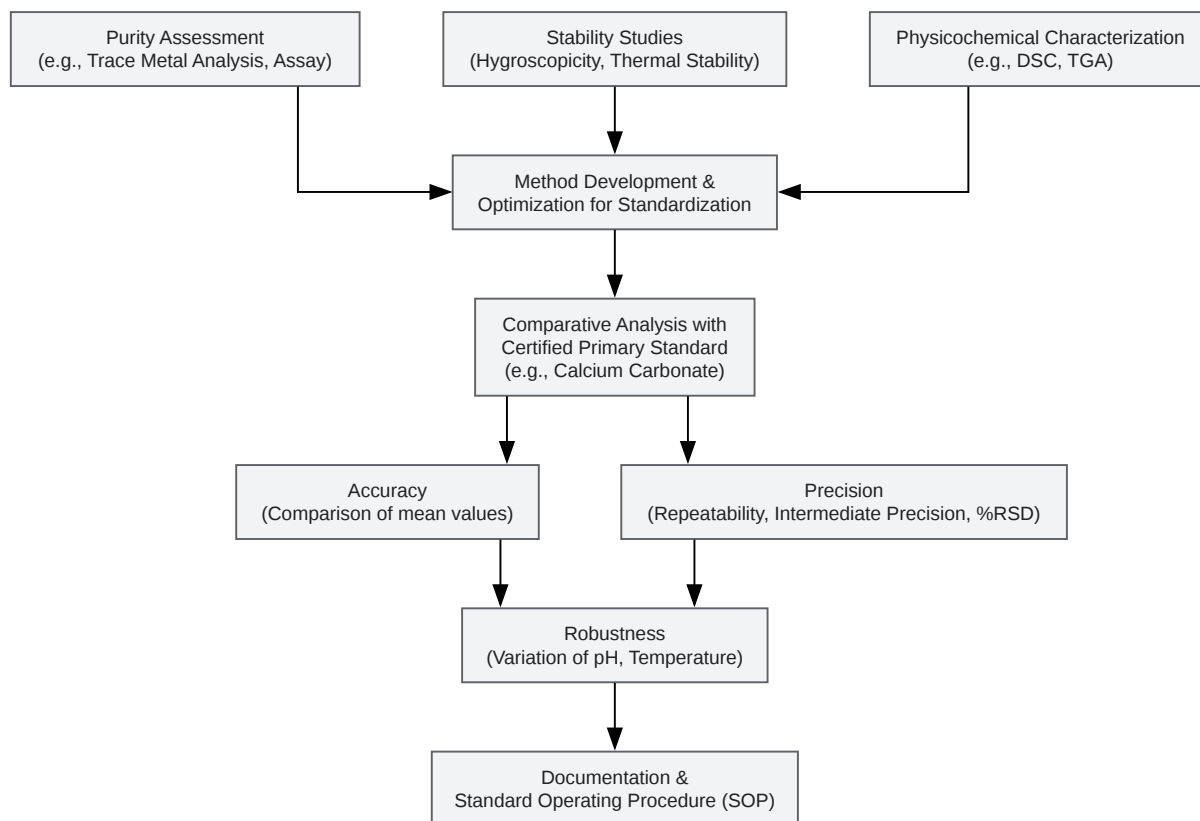 Purity Assessment
(e.g., Trace Metal Analysis, Assay)
Stability Studies
(Hygroscopicity, Thermal Stability)
Physicochemical Characterization
(e.g., DSC, TGA)
Method Development &
Optimization for Standardization
Comparative Analysis with
Certified Primary Standard
(e.g., Calcium Carbonate)
Accuracy
(Comparison of mean values)
Precision
(Repeatability, Intermediate Precision, %RSD)
Robustness
(Variation of pH, Temperature)
Documentation &
Standard Operating Procedure (SOP)